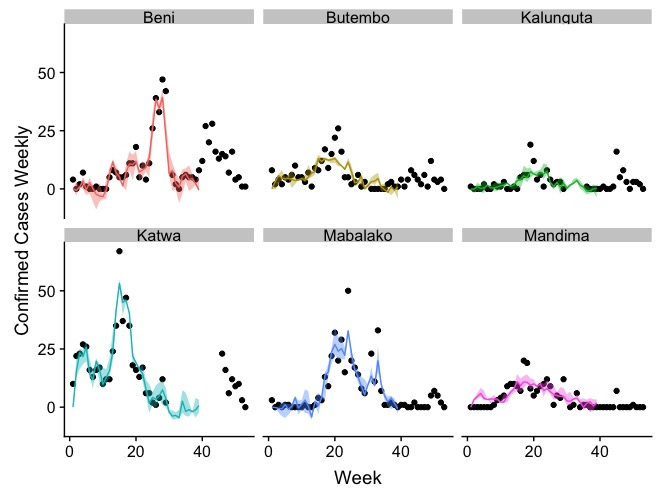 Beni Butembo Kalunguta
50
25
0
Confirmed Cases Weekly
Katwa Mabalako Mandima
50
25
0
0 20 40 0 20 40 0 20 40
Week